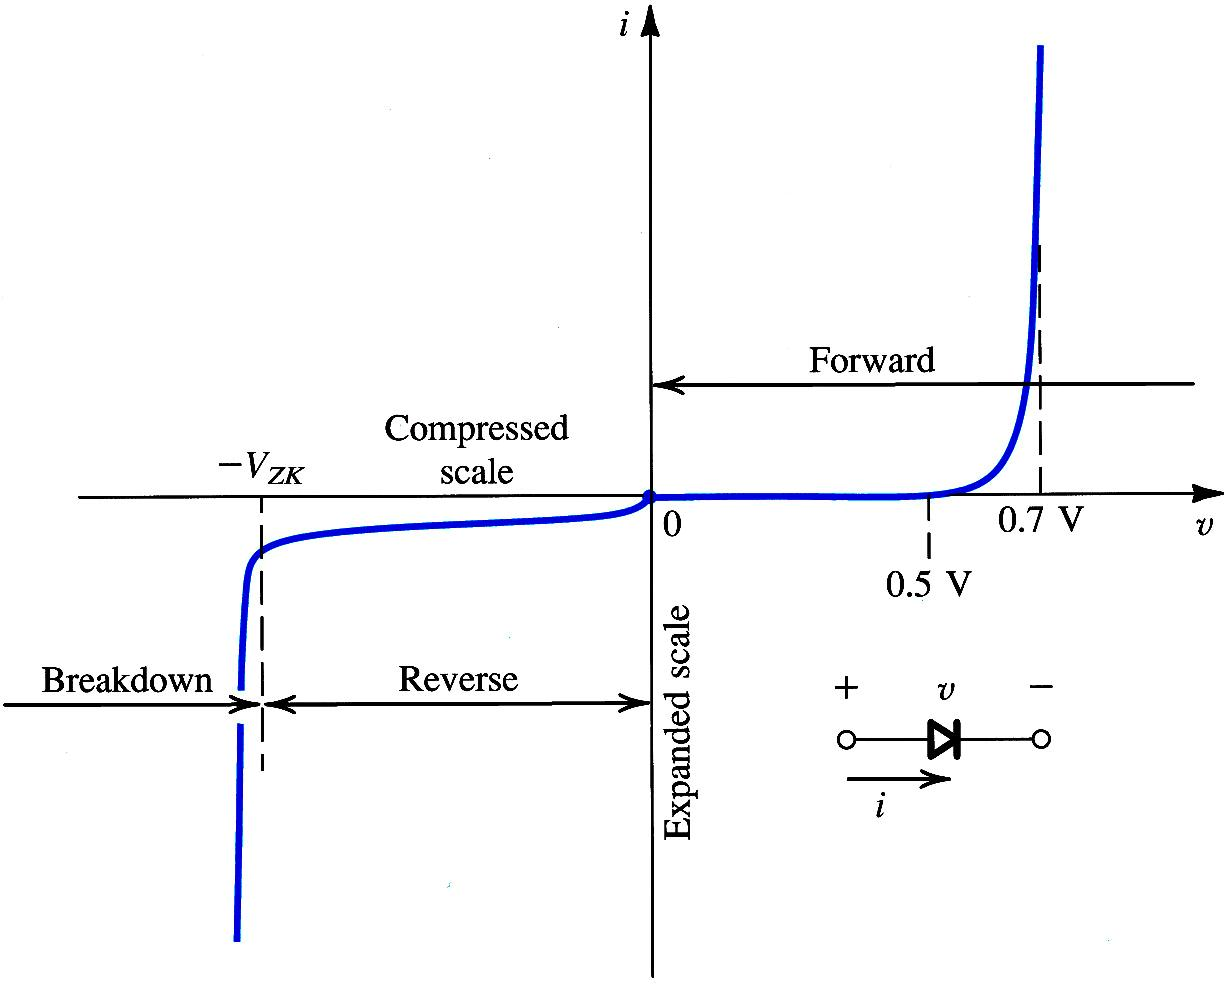 i
Forward
Compressed
scale
−V_ZK
0
0.7 V
v
0.5 V
Expanded scale
Breakdown
Reverse
+ v −
i